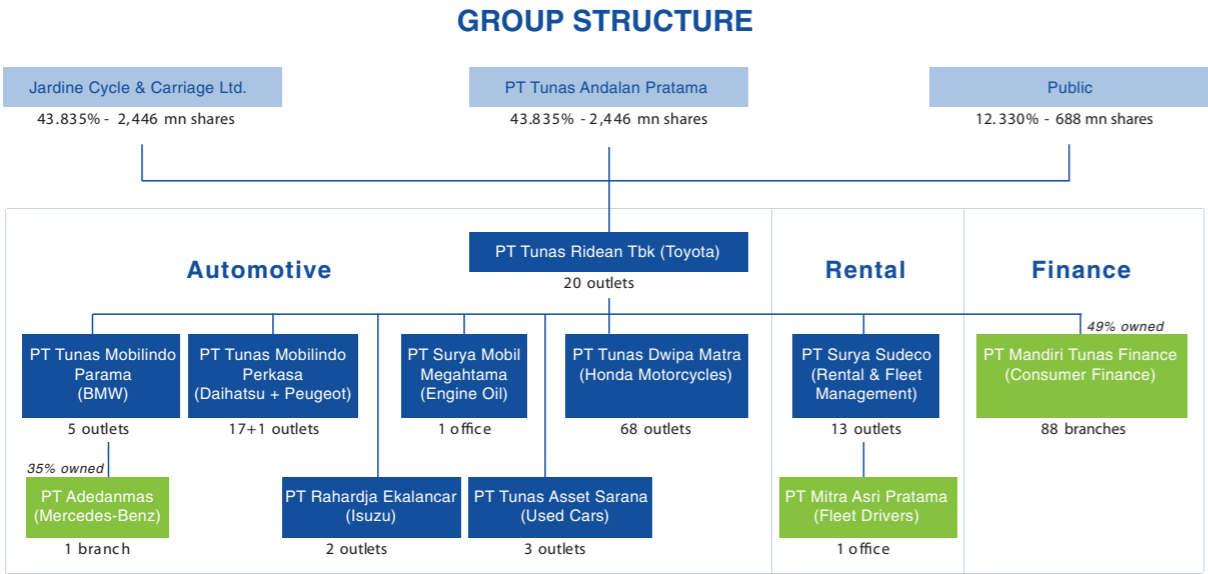 GROUP STRUCTURE
Jardine Cycle & Carriage Ltd.
43.835% - 2,446 mn shares
PT Tunas Andalan Pratama
43.835% - 2,446 mn shares
Public
12.330% - 688 mn shares
PT Tunas Ridean Tbk (Toyota)
20 outlets
Automotive
Rental
Finance
PT Tunas Mobilindo
Parama
(BMW)
5 outlets
PT Tunas Mobilindo
Perkasa
(Daihatsu + Peugeot)
17+1 outlets
PT Surya Mobil
Megahtama
(Engine Oil)
1 office
PT Tunas Dwipa Matra
(Honda Motorcycles)
68 outlets
PT Surya Sudeco
(Rental & Fleet
Management)
13 outlets
49% owned
PT Mandiri Tunas Finance
(Consumer Finance)
88 branches
35% owned
PT Adedanmas
(Mercedes-Benz)
1 branch
PT Rahardja Ekalancar
(Isuzu)
2 outlets
PT Tunas Asset Sarana
(Used Cars)
3 outlets
PT Mitra Asri Pratama
(Fleet Drivers)
1 office